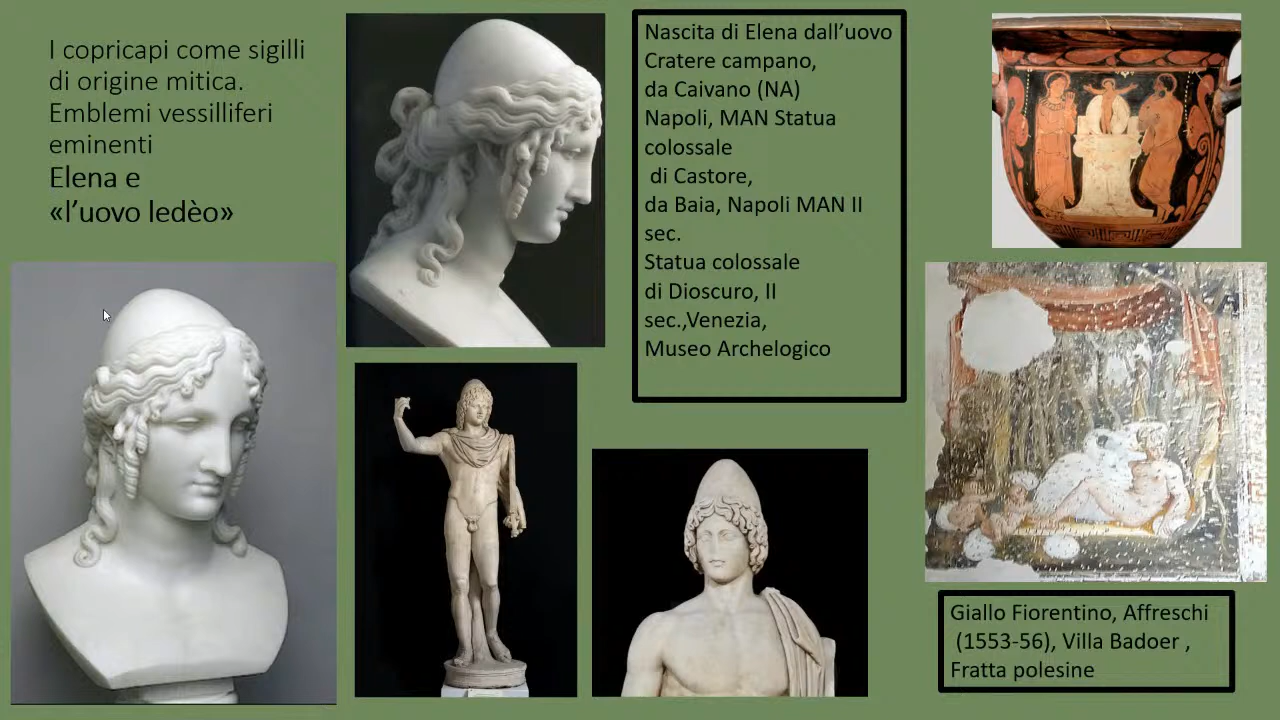 I copricapi come sigilli
di origine mitica.
Emblemi vessilliferi
eminenti
Elena e
«l’uovo ledèo»
Nascita di Elena dall’uovo
Cratere campano,
da Caivano (NA)
Napoli, MAN Statua
colossale
di Castore,
da Baia, Napoli MAN II
sec.
Statua colossale
di Dioscuro, II
sec.,Venezia,
Museo Archelogico
Giallo Fiorentino, Affreschi
(1553-56), Villa Badoer ,
Fratta polesine